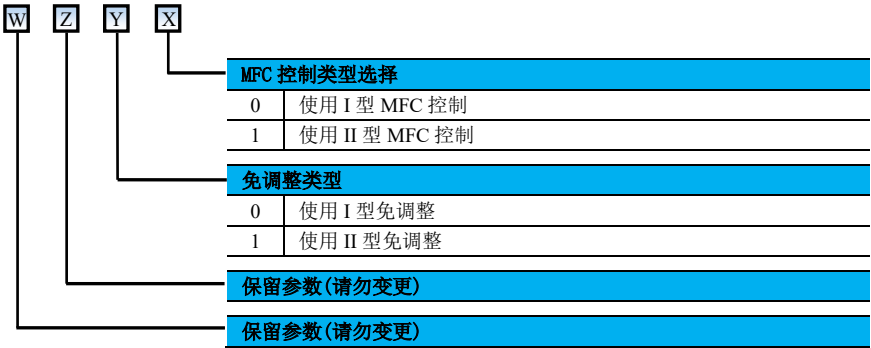 W Z Y X
MFC 控制类型选择
0 使用 I 型 MFC 控制
1 使用 II 型 MFC 控制
免调整类型
0 使用 I 型免调整
1 使用 II 型免调整
保留参数(请勿变更)
保留参数(请勿变更)